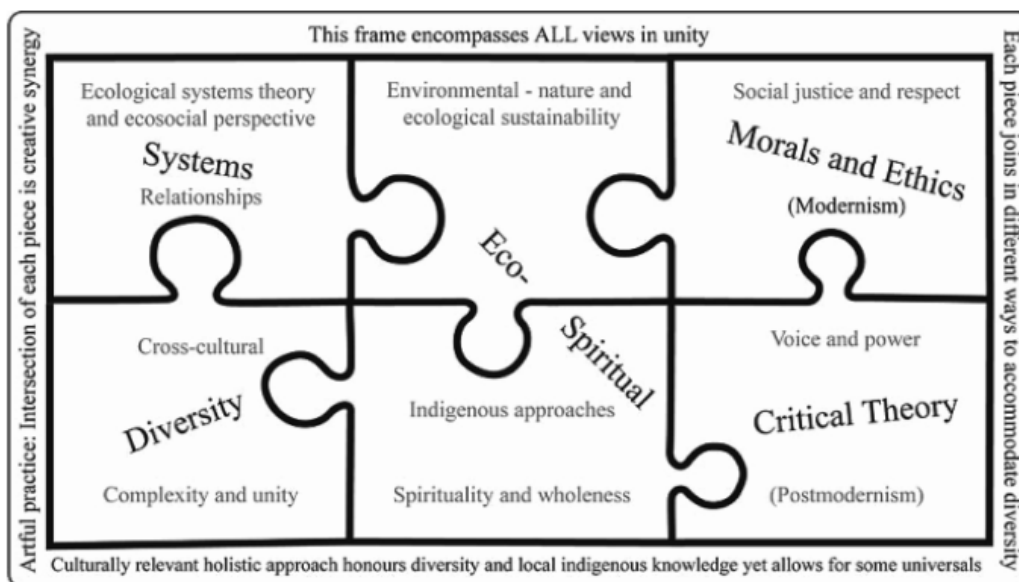 This frame encompasses ALL views in unity
Artful practice: Intersection of each piece is creative synergy
Ecological systems theory
and ecosocial perspective
Systems
Relationships
Environmental - nature and
ecological sustainability
Social justice and respect
Morals and Ethics
(Modernism)
Eco-
Spiritual
Cross-cultural
Diversity
Complexity and unity
Indigenous approaches
Spirituality and wholeness
Voice and power
Critical Theory
(Postmodernism)
Each piece joins in different ways to accommodate diversity
Culturally relevant holistic approach honours diversity and local indigenous knowledge yet allows for some universals